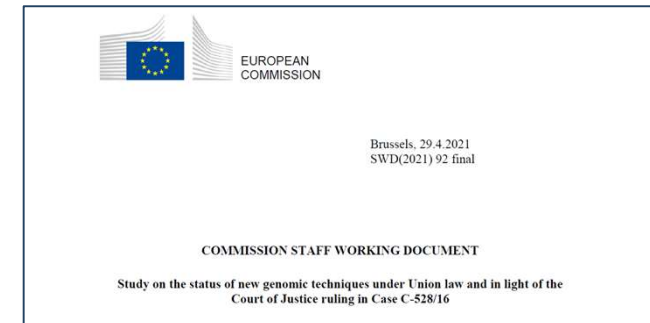 EUROPEAN
COMMISSION
Brussels, 29.4.2021
SWD(2021) 92 final
COMMISSION STAFF WORKING DOCUMENT
Study on the status of new genomic techniques under Union law and in light of the
Court of Justice ruling in Case C-528/16